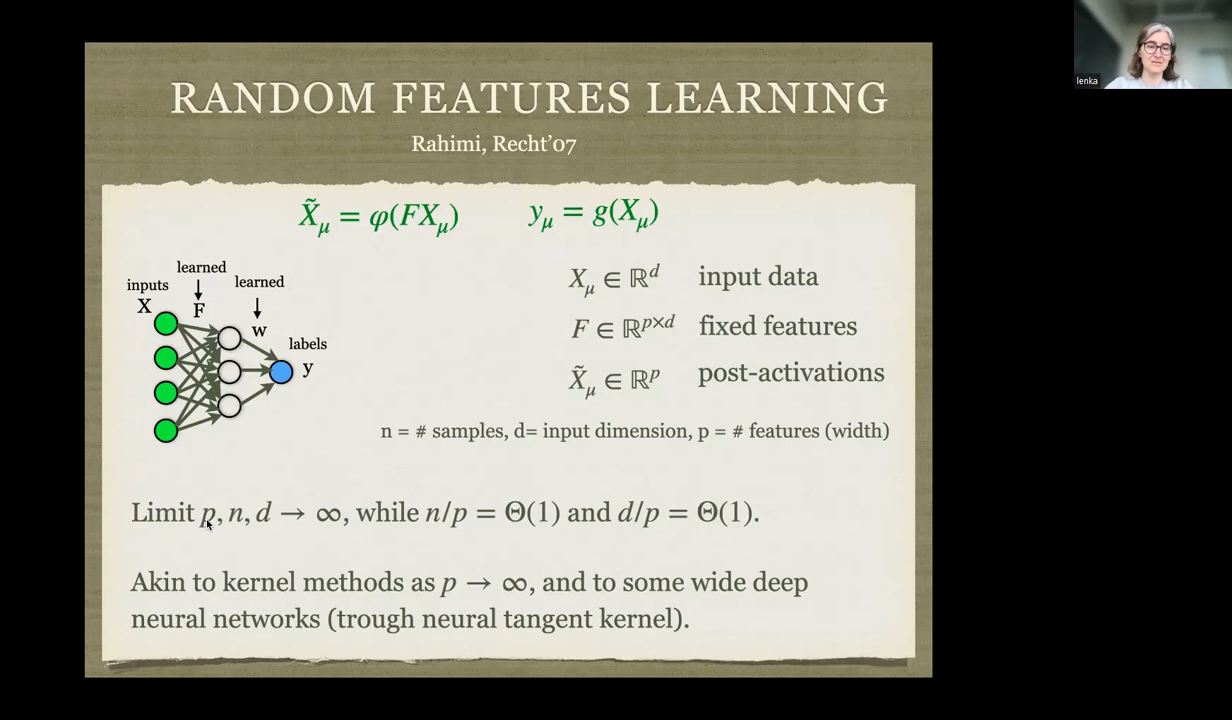 RANDOM FEATURES LEARNING
Rahimi, Recht'07
X̃_μ = φ(FX_μ) y_μ = g(X_μ)
learned
inputs
learned
X
F
w
labels
y
X_μ ∈ ℝ^d input data
F ∈ ℝ^{p×d} fixed features
X̃_μ ∈ ℝ^p post-activations
n = # samples, d= input dimension, p = # features (width)
Limit p, n, d → ∞, while n/p = Θ(1) and d/p = Θ(1).
Akin to kernel methods as p → ∞, and to some wide deep
neural networks (trough neural tangent kernel).
lenka